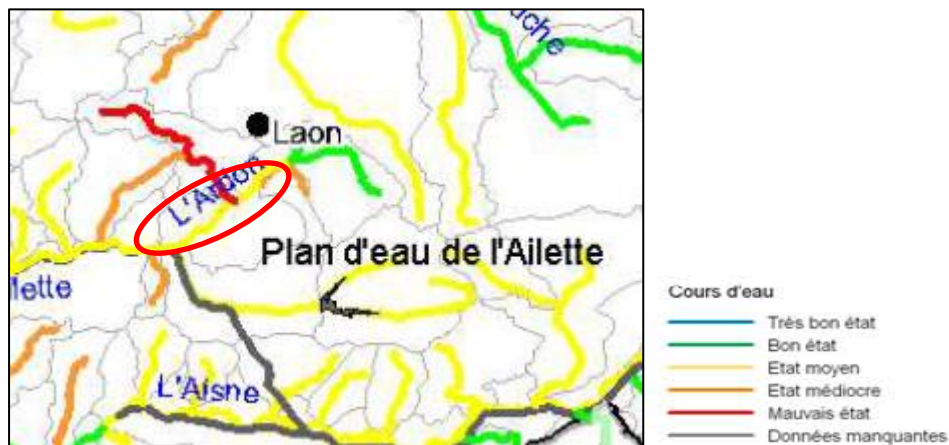 uche
Laon
L'Ardon
Plan d'eau de l'Ailette
lette
L'Aisne
Cours d'eau
Très bon état
Bon état
Etat moyen
Etat médiocre
Mauvais état
Données manquantes